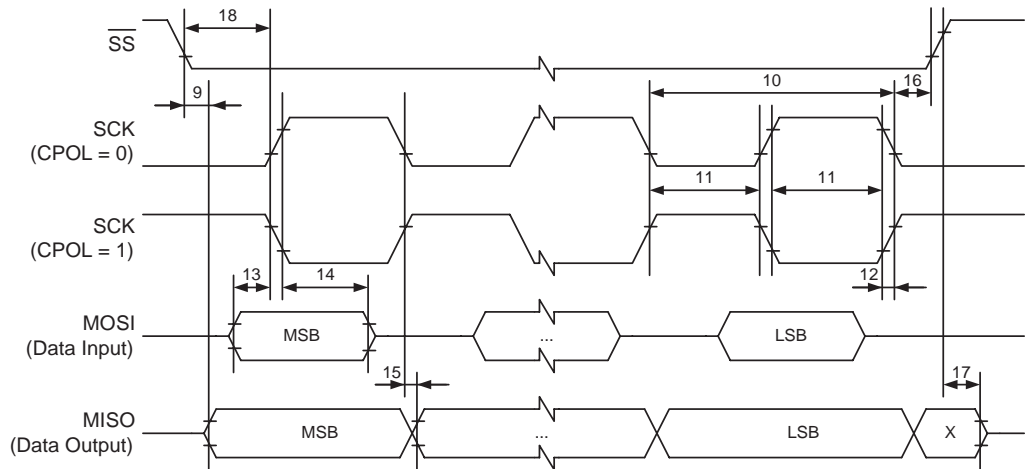 18
SS
10
9
16
SCK
(CPOL = 0)
11
11
SCK
(CPOL = 1)
13
14
12
MOSI
(Data Input)
MSB
...
LSB
15
17
MISO
(Data Output)
MSB
...
LSB
X